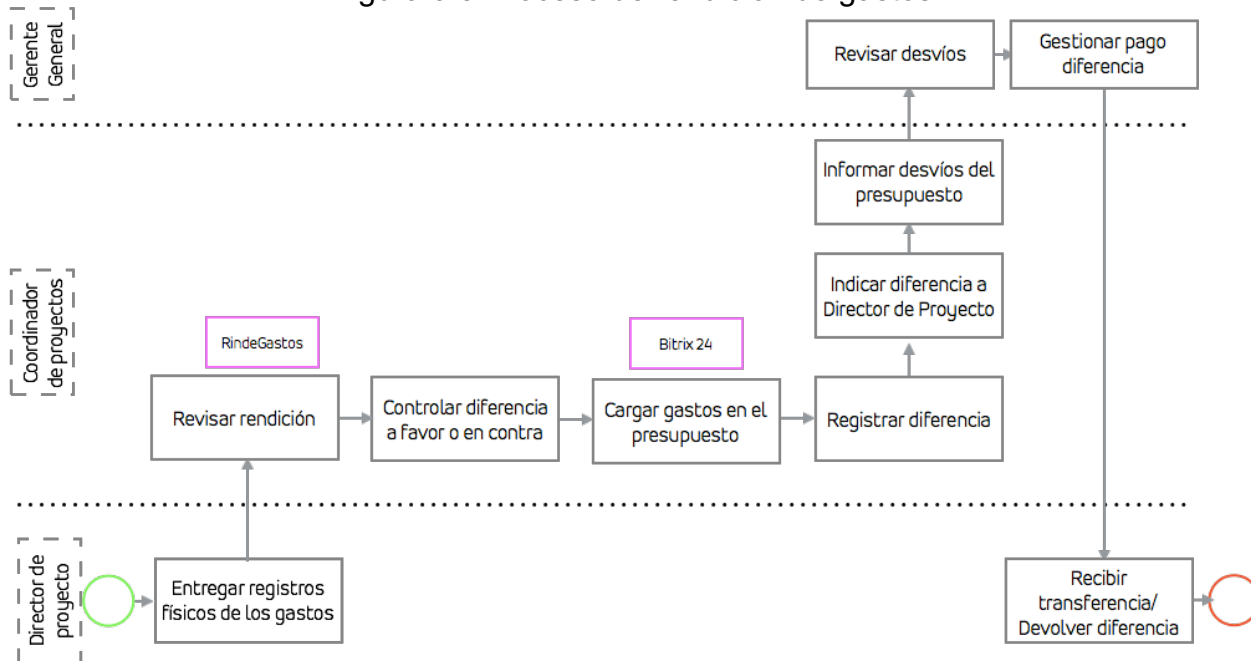 Gerente
General
Revisar desvíos
Gestionar pago
diferencia
Informar desvíos del
presupuesto
Coordinador
de proyectos
Indicar diferencia a
Director de Proyecto
RindeGastos
Bitrix 24
Revisar rendición
Controlar diferencia
a favor o en contra
Cargar gastos en el
presupuesto
Registrar diferencia
Director de
proyecto
Entregar registros
físicos de los gastos
Recibir
transferencia/
Devolver diferencia